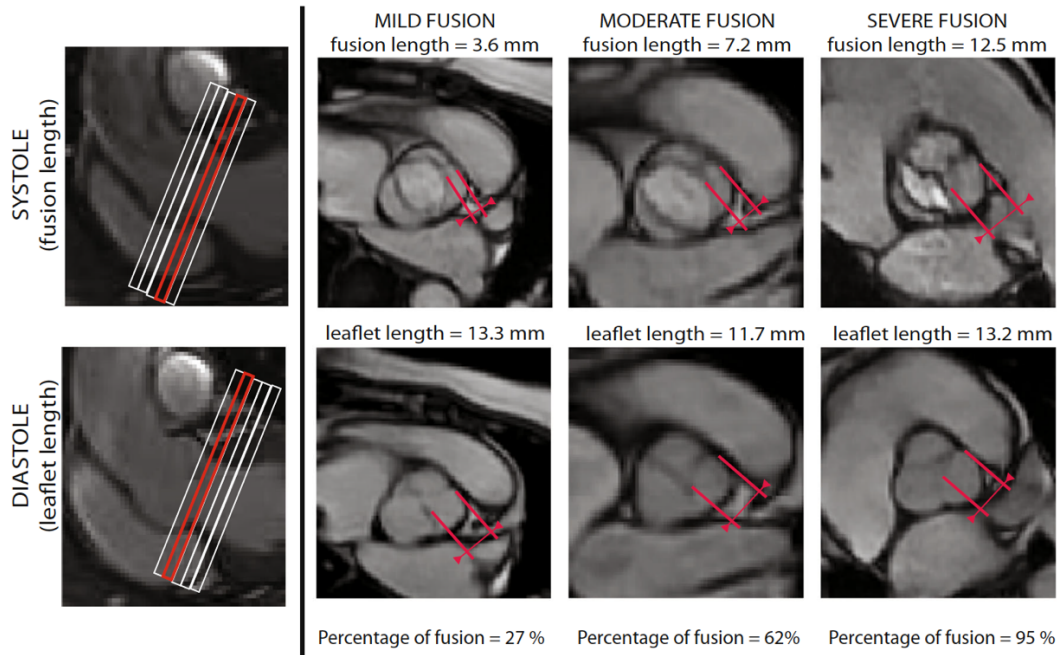 MILD FUSION
fusion length = 3.6 mm
MODERATE FUSION
fusion length = 7.2 mm
SEVERE FUSION
fusion length = 12.5 mm
SYSTOLE
(fusion length)
leaflet length = 13.3 mm
leaflet length = 11.7 mm
leaflet length = 13.2 mm
DIASTOLE
(leaflet length)
Percentage of fusion = 27 %
Percentage of fusion = 62%
Percentage of fusion = 95 %